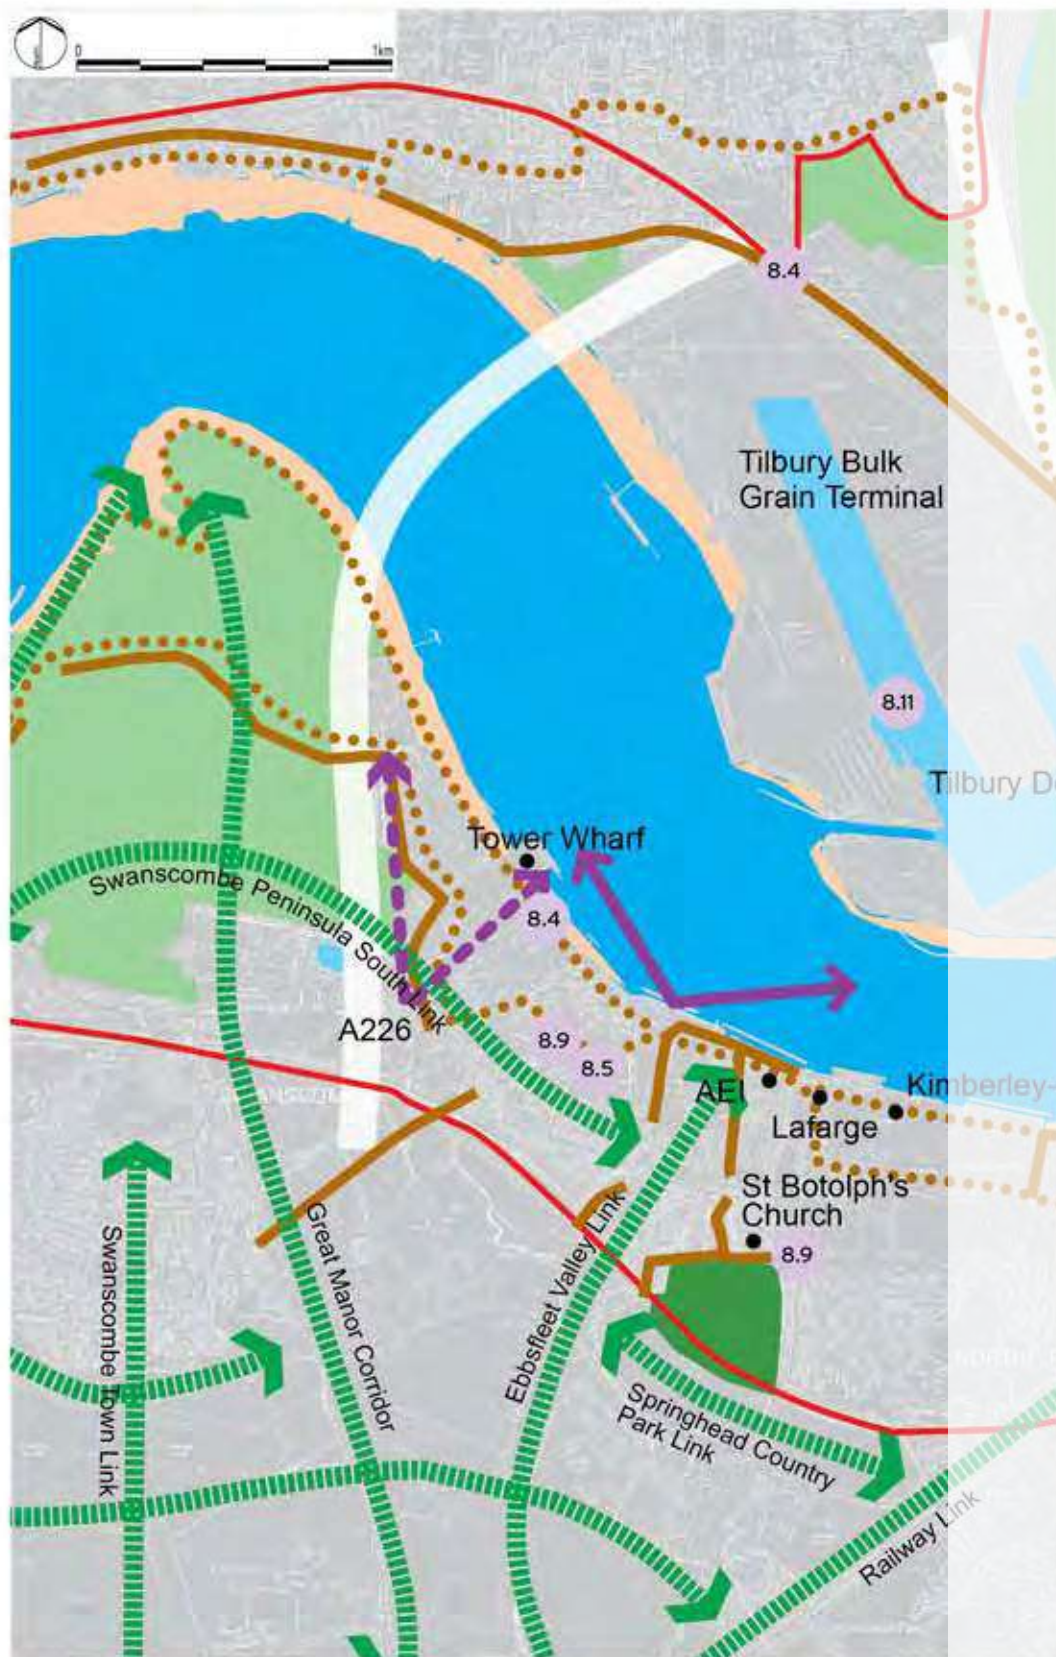 0
1km
8.4
Tilbury Bulk
Grain Terminal
8.11
Tilbury
Tower Wharf
Swanscombe Peninsula South Link
8.4
A226
8.9
8.5
AEI
Kimberley-
Lafarge
St Botolph's
Church
8.9
Swanscombe Town Link
Great Manor Corridor
Ebbsfleet Valley Link
Springhead Country
Park Link
Railway Link